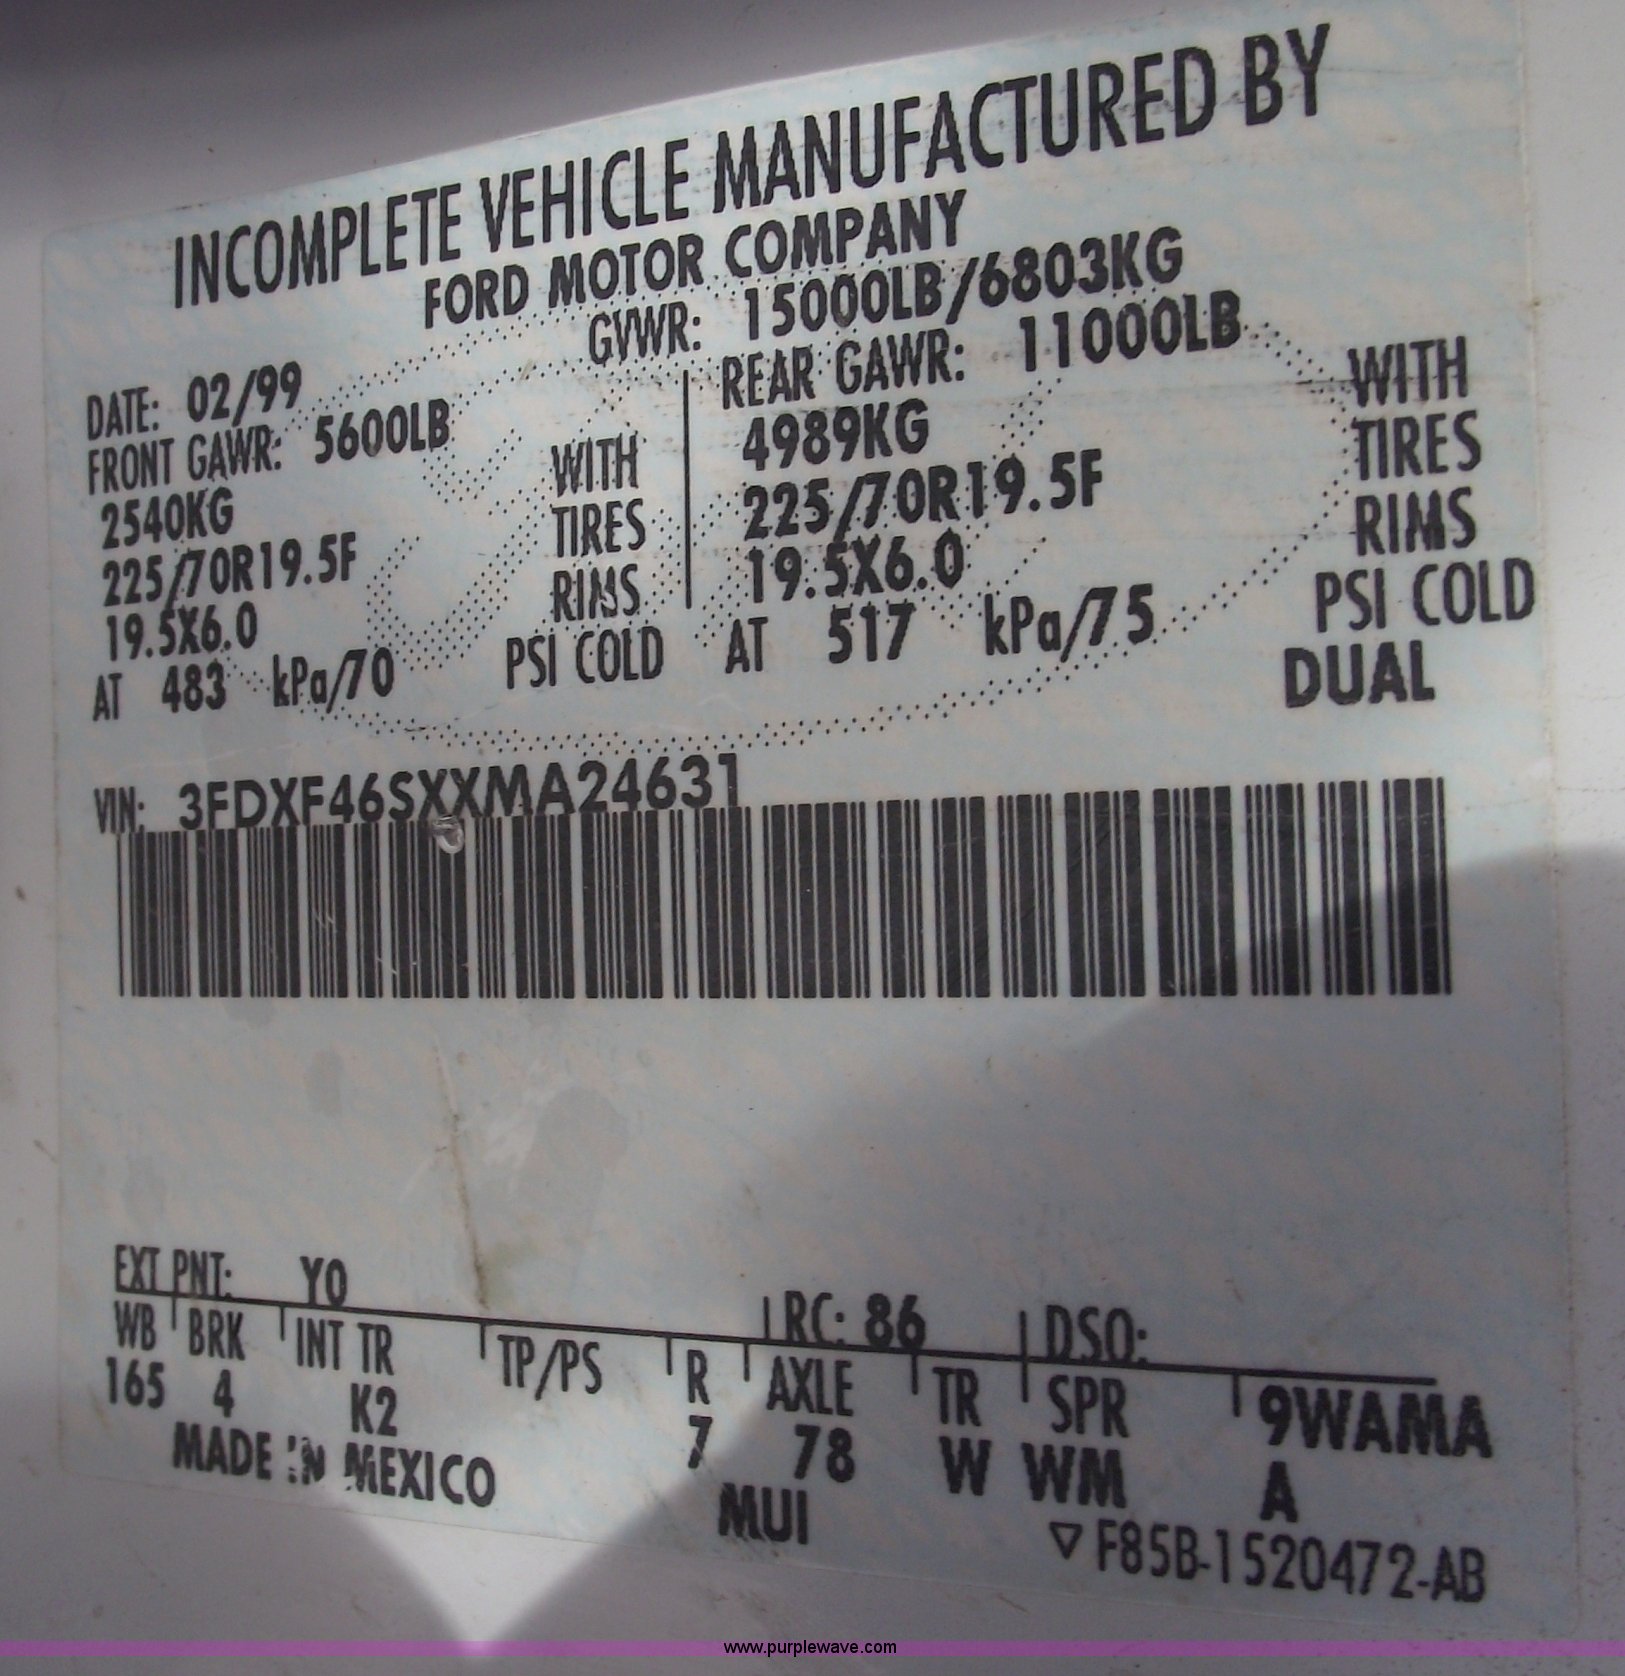 INCOMPLETE VEHICLE MANUFACTURED BY
FORD MOTOR COMPANY
DATE: 02/99 GVWR: 15000LB/6803KG
FRONT GAWR: 5600LB REAR GAWR: 11000LB
2540KG WITH 4989KG WITH
225/70R19.5F TIRES 225/70R19.5F TIRES
19.5X6.0 RIMS 19.5X6.0 RIMS
AT 483 kPa/70 PSI COLD AT 517 kPa/75 PSI COLD
DUAL
VIN: 3FDXF46SXXMA24631
EXT PNT: Y0 RC: 86 DSO:
WB BRK INT TR TP/PS R AXLE TR SPR 9WAMA
165 4 K2 7 78 W WM A
MADE IN MEXICO MUI
▽ F85B-1520472-AB
www.purplewave.com